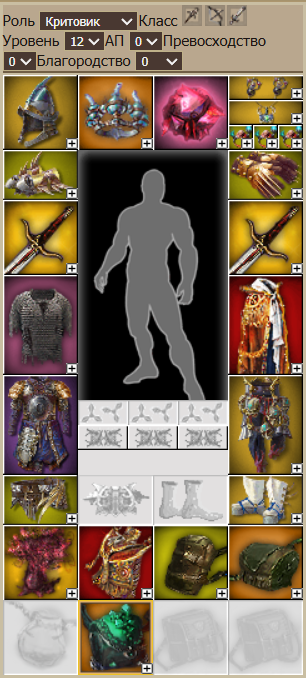 Роль Критовик Класс
Уровень 12 АП 0 Превосходство
0 Благородство 0